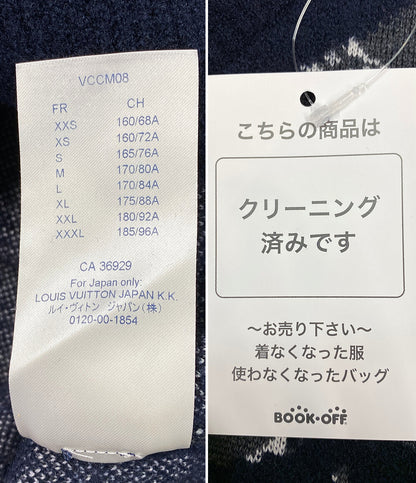 VCCM08
FR CH
XXS 160/68A
XS 160/72A
S 165/76A
M 170/80A
L 170/84A
XL 175/88A
XXL 180/92A
XXXL 185/96A
CA 36929
For Japan only:
LOUIS VUITTON JAPAN K.K.
ルイ・ヴィトン ジャパン(株)
0120-00-1854
こちらの商品は
クリーニング
済みです
〜お売り下さい〜
着なくなった服
使わなくなったバッグ
BOOK・OFF